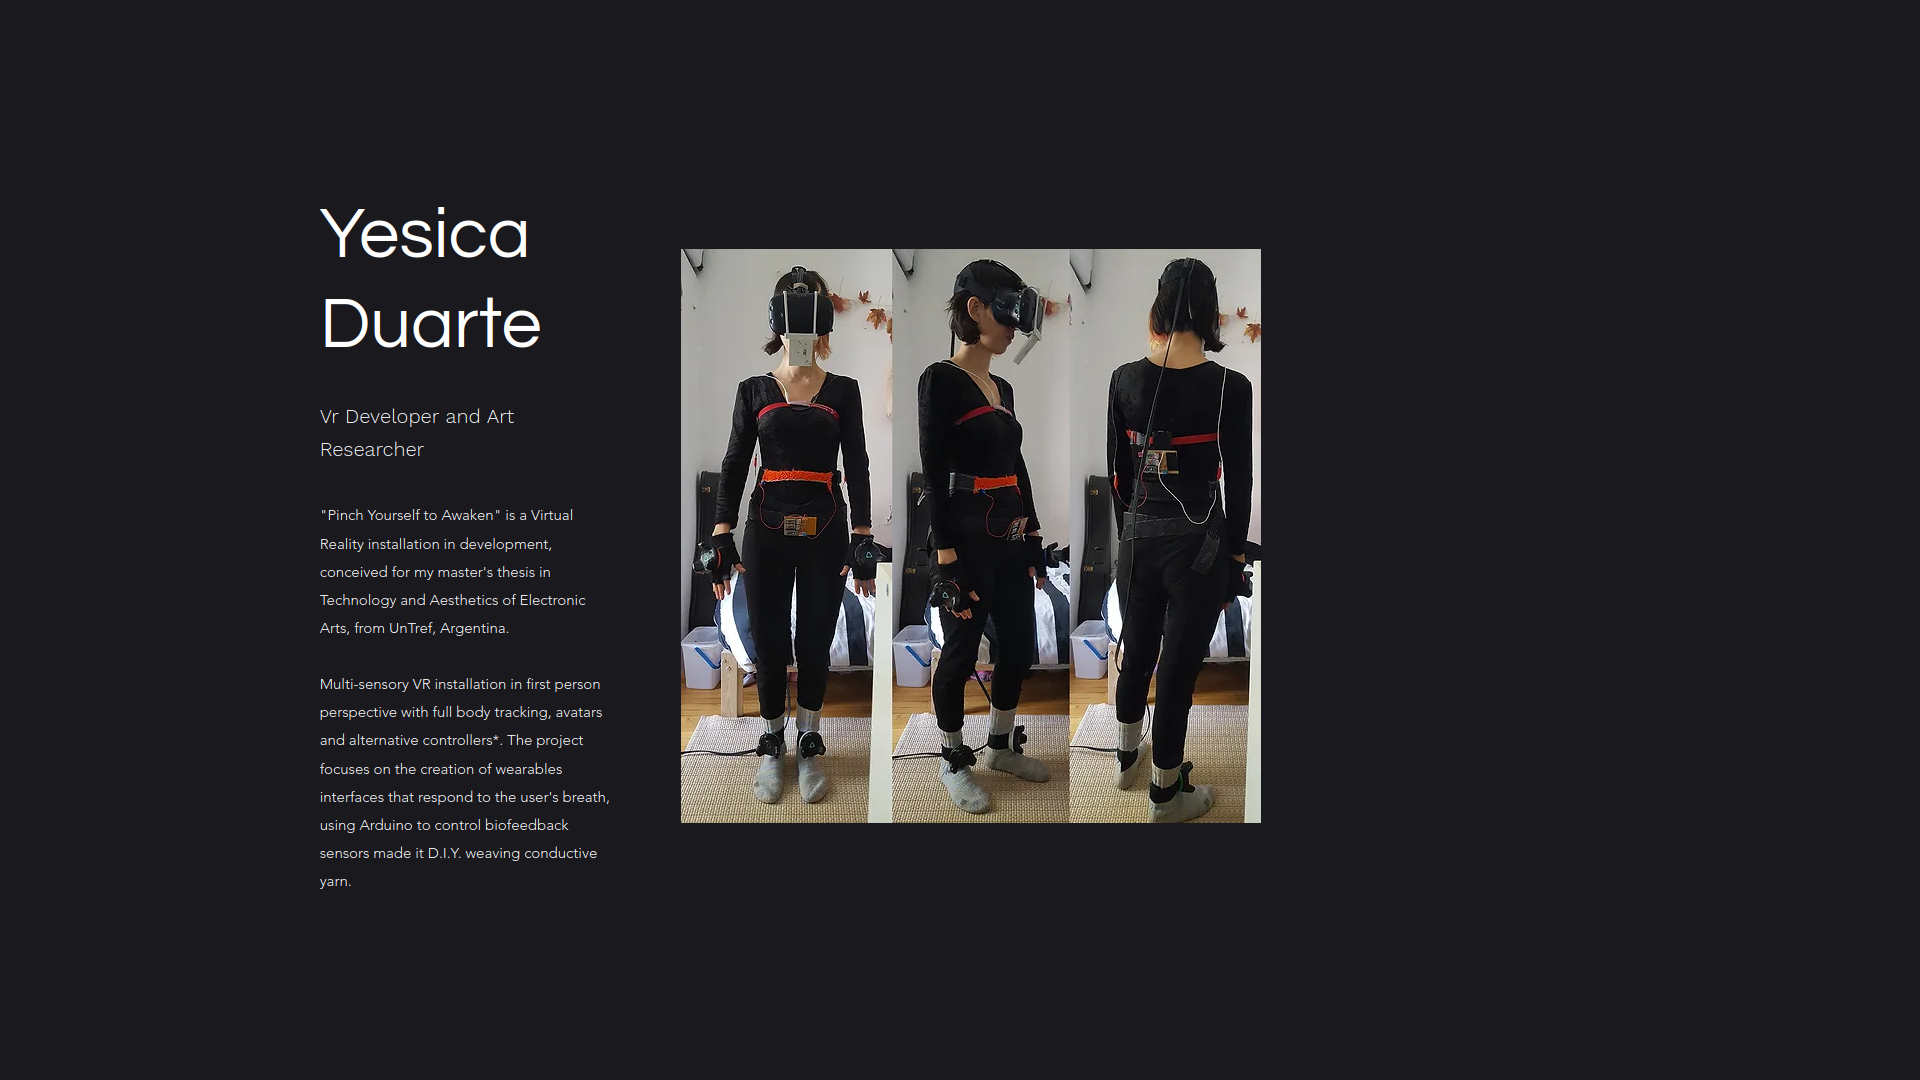 Yesica
Duarte
Vr Developer and Art
Researcher
"Pinch Yourself to Awaken" is a Virtual
Reality installation in development,
conceived for my master's thesis in
Technology and Aesthetics of Electronic
Arts, from UnTref, Argentina.
Multi-sensory VR installation in first person
perspective with full body tracking, avatars
and alternative controllers*. The project
focuses on the creation of wearables
interfaces that respond to the user's breath,
using Arduino to control biofeedback
sensors made it D.I.Y. weaving conductive
yarn.